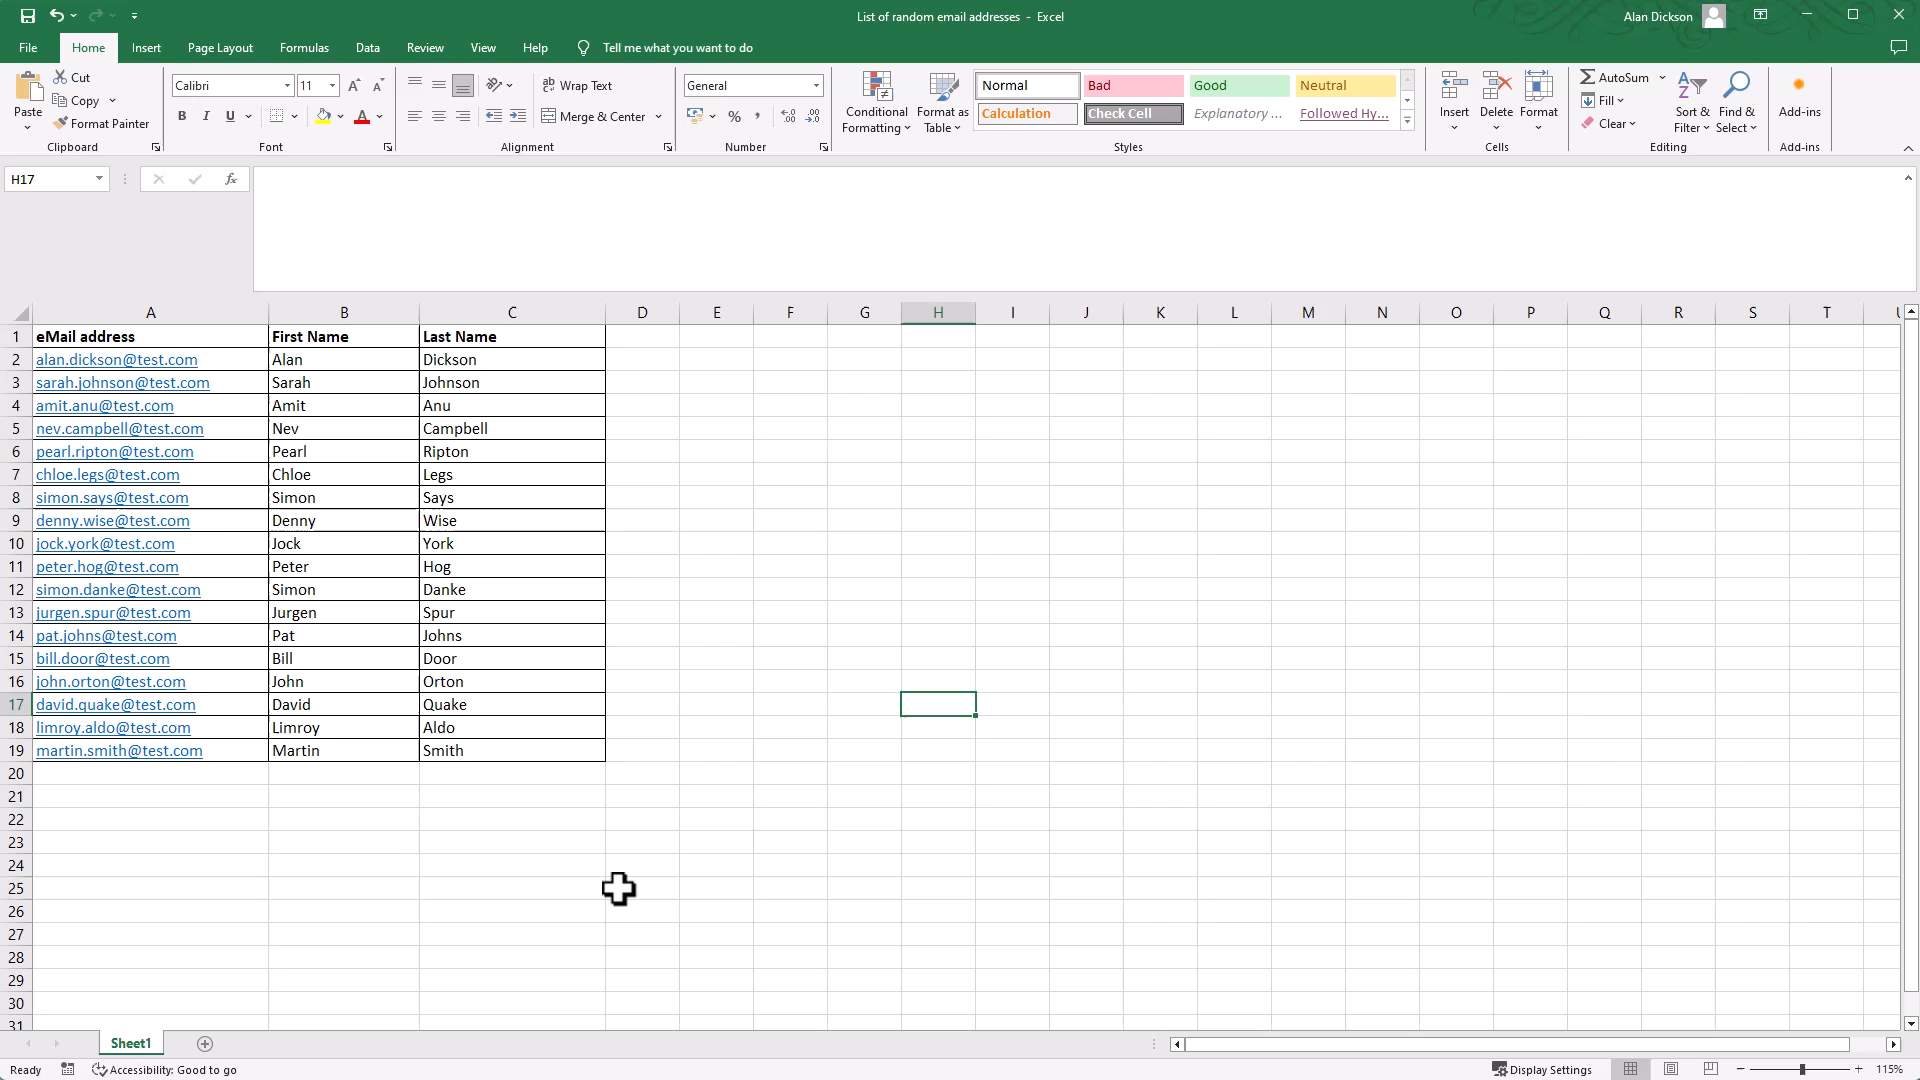 List of random email addresses - Excel
Alan Dickson
File Home Insert Page Layout Formulas Data Review View Help Tell me what you want to do
Paste
Cut
Copy
Format Painter
Clipboard
Calibri 11
B I U
Font
Wrap Text
Merge & Center
Alignment
General
Number
Conditional Formatting
Format as Table
Normal Bad Good Neutral
Calculation Check Cell Explanatory ... Followed Hy...
Styles
Insert Delete Format
Cells
AutoSum
Fill
Clear
Sort & Filter
Find & Select
Editing
Add-ins
Add-ins
H17 fx
A B C D E F G H I J K L M N O P Q R S T
1 eMail address First Name Last Name
2 alan.dickson@test.com Alan Dickson
3 sarah.johnson@test.com Sarah Johnson
4 amit.anu@test.com Amit Anu
5 nev.campbell@test.com Nev Campbell
6 pearl.ripton@test.com Pearl Ripton
7 chloe.legs@test.com Chloe Legs
8 simon.says@test.com Simon Says
9 denny.wise@test.com Denny Wise
10 jock.york@test.com Jock York
11 peter.hog@test.com Peter Hog
12 simon.danke@test.com Simon Danke
13 jurgen.spur@test.com Jurgen Spur
14 pat.johns@test.com Pat Johns
15 bill.door@test.com Bill Door
16 john.orton@test.com John Orton
17 david.quake@test.com David Quake
18 limroy.aldo@test.com Limroy Aldo
19 martin.smith@test.com Martin Smith
20
21
22
23
24
25
26
27
28
29
30
31
Sheet1
Ready Accessibility: Good to go Display Settings 115%